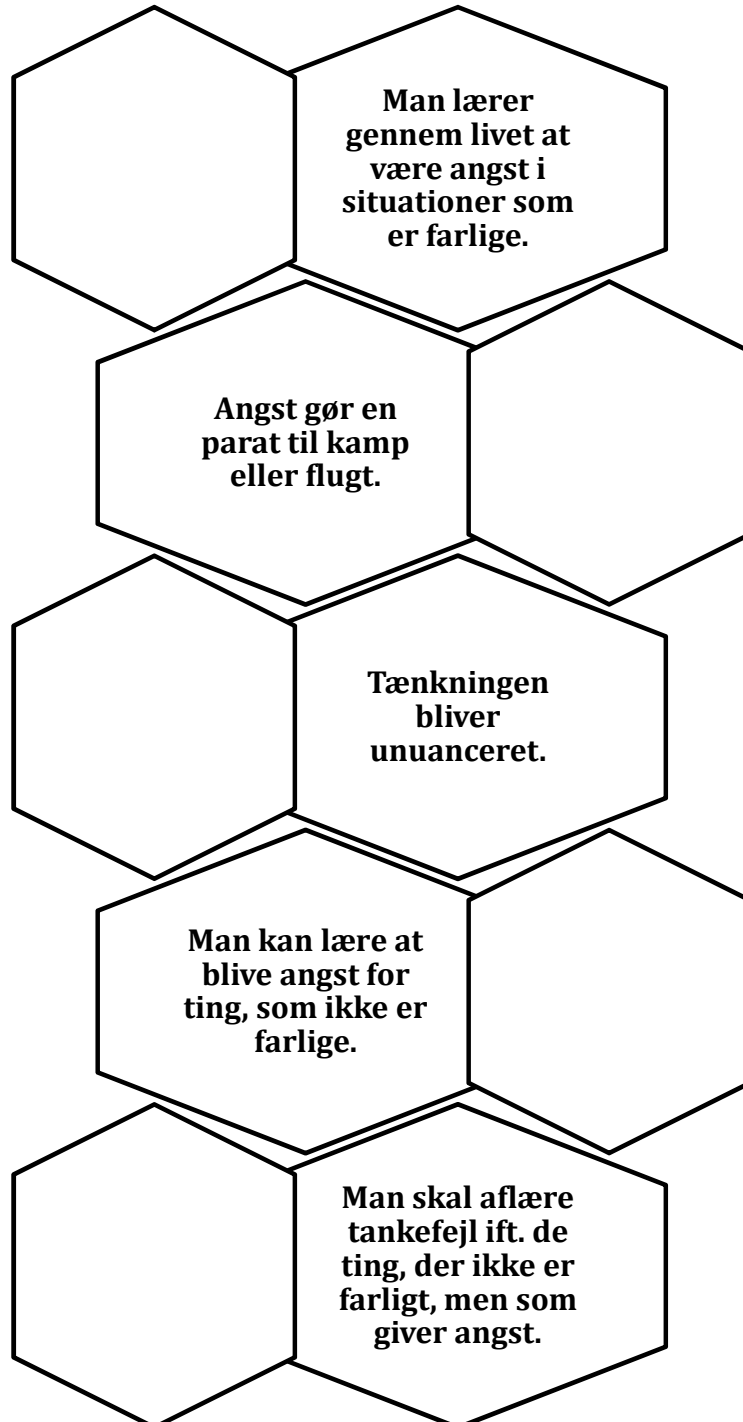 Man lærer
gennem livet at
være angst i
situationer som
er farlige.
Angst gør en
parat til kamp
eller flugt.
Tænkningen
bliver
unuanceret.
Man kan lære at
blive angst for
ting, som ikke er
farlige.
Man skal aflære
tankefejl ift. de
ting, der ikke er
farligt, men som
giver angst.